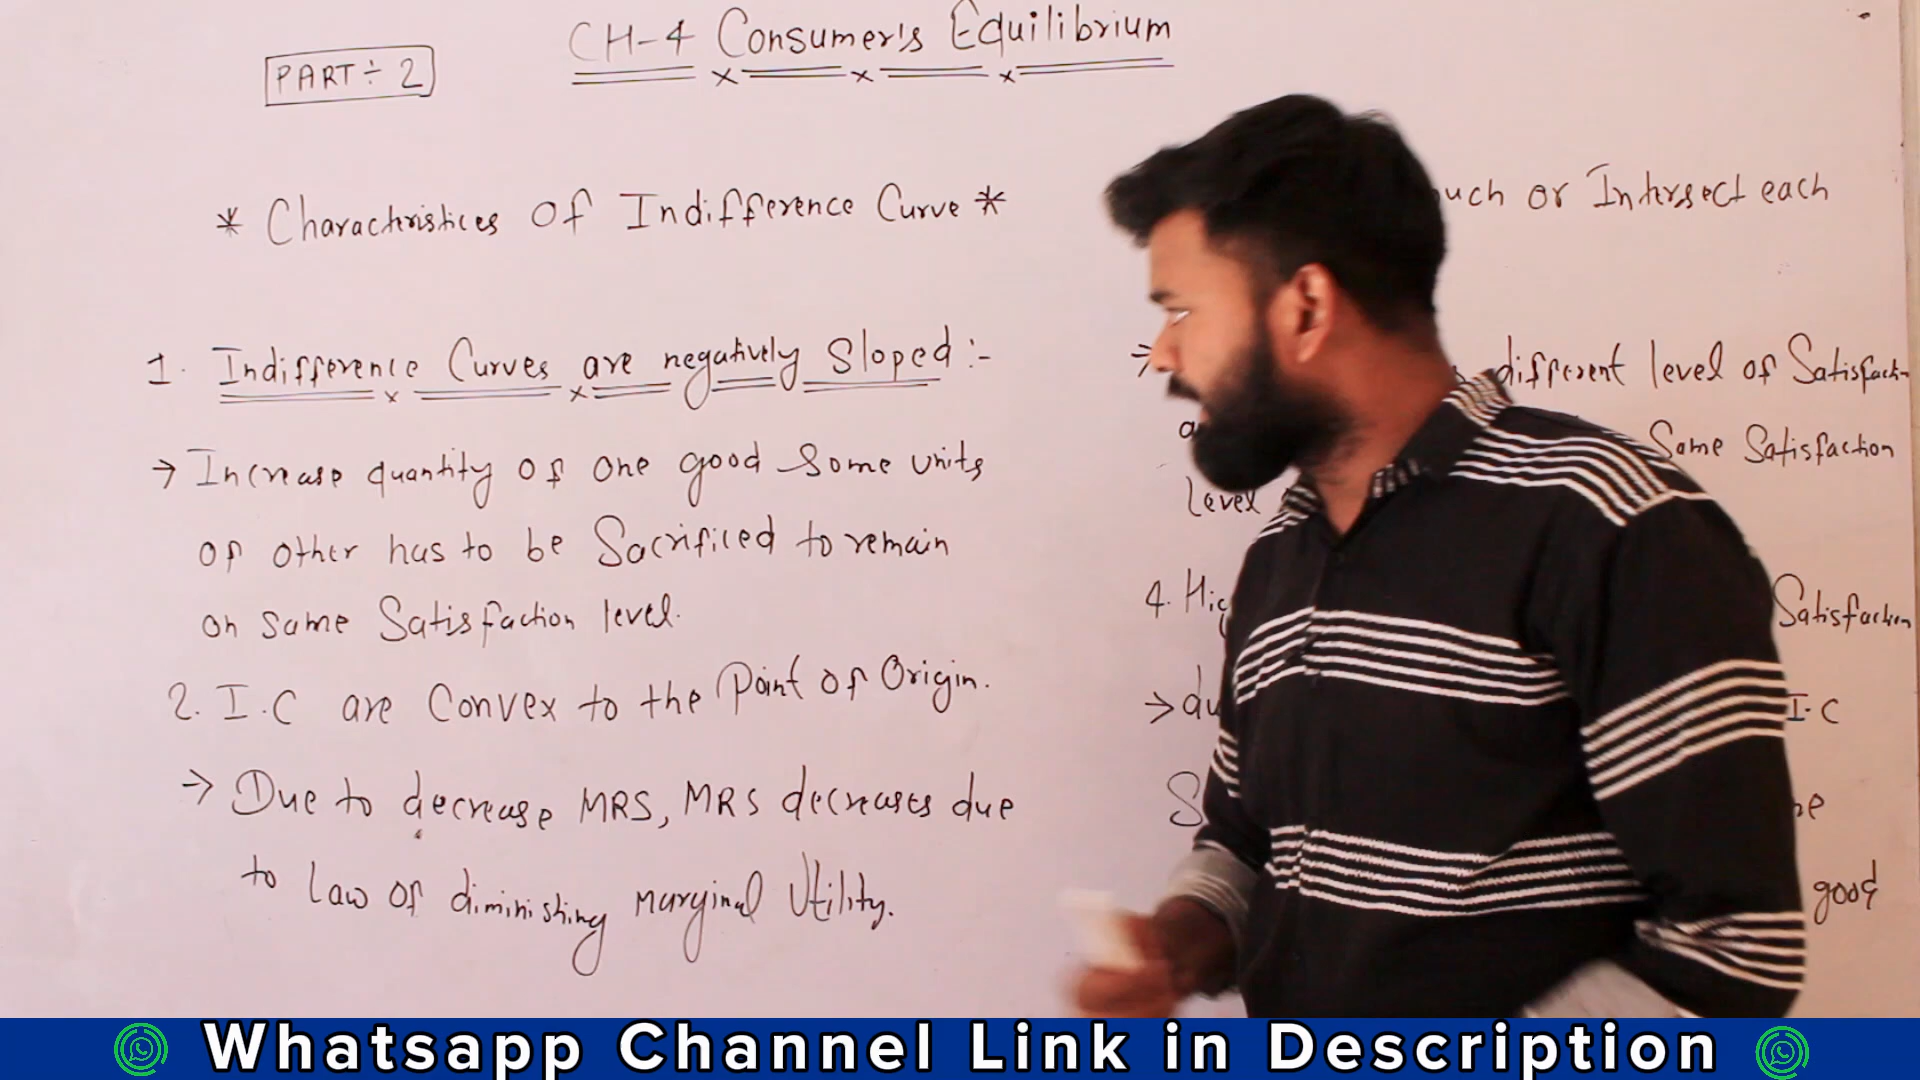 CH-4 Consumer's Equilibrium
PART÷2
* Charactristices Of Indifference Curve *
1. Indifference Curves are negatively Sloped:-
→ Increase quantity of one good some units
of other has to be Sacrificed to remain
on same Satisfaction level.
2. I.C are Convex to the Point of Origin.
→ Due to decrease MRS, MRS decreases due
to Law of diminishing marginal Utility.
or Intersect each
→ different level of
Same Satisfaction
Level
4. Satisfaction
→ I.C
good
Whatsapp Channel Link in Description